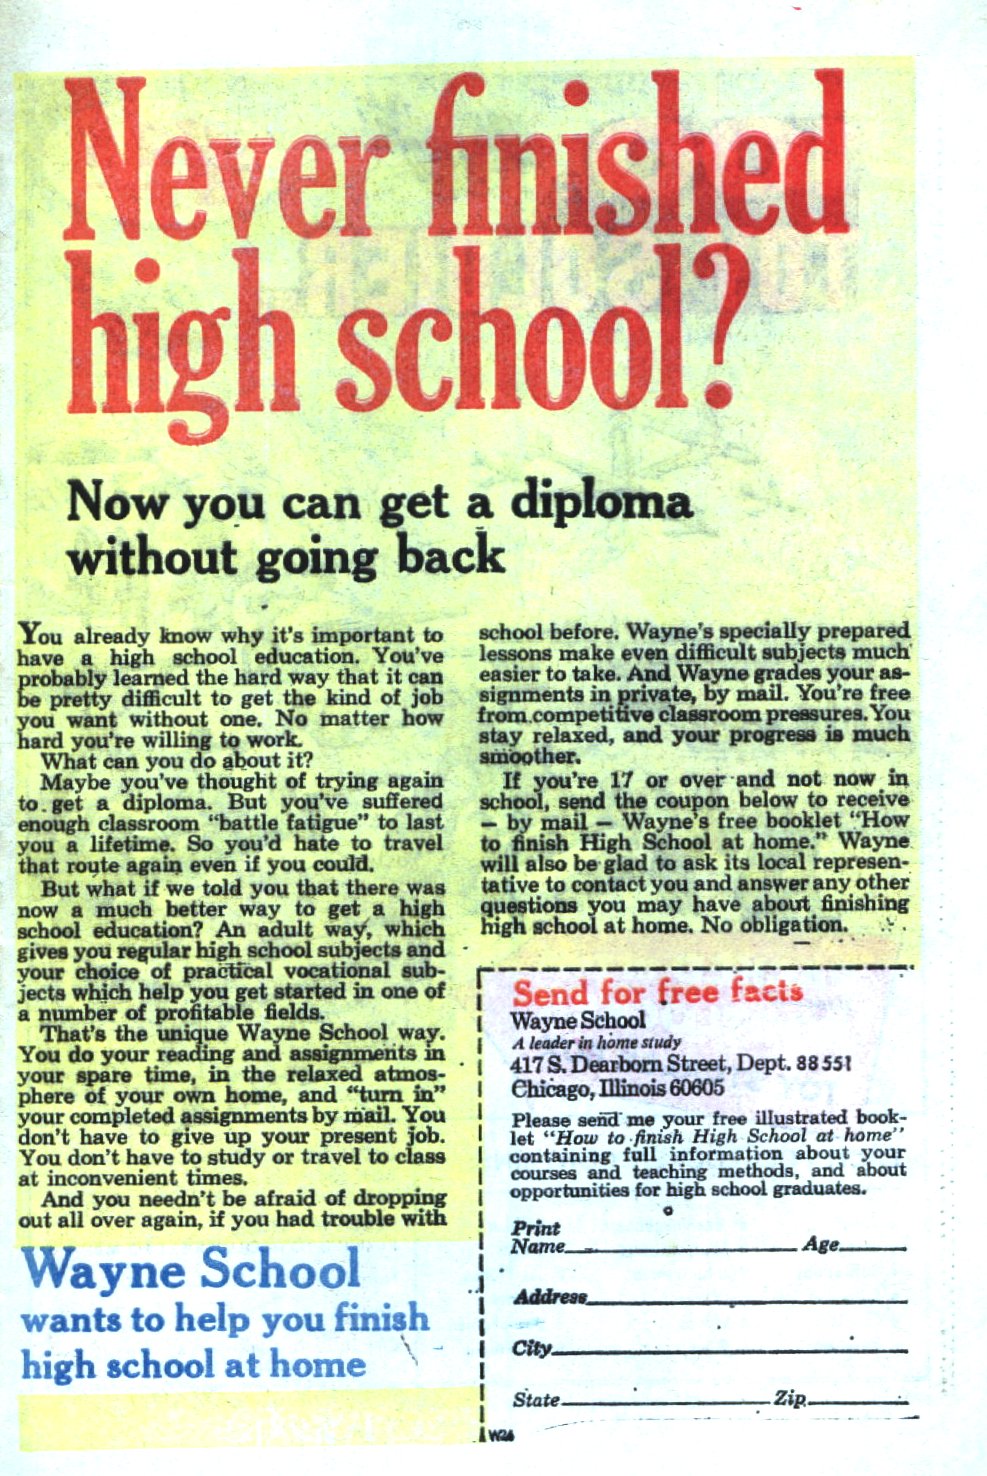 Never finished
high school?
Now you can get a diploma
without going back
You already know why it's important to
have a high school education. You've
probably learned the hard way that it can
be pretty difficult to get the kind of job
you want without one. No matter how
hard you're willing to work.
What can you do about it?
Maybe you've thought of trying again
to get a diploma. But you've suffered
enough classroom "battle fatigue" to last
you a lifetime. So you'd hate to travel
that route again even if you could.
But what if we told you that there was
now a much better way to get a high
school education? An adult way, which
gives you regular high school subjects and
your choice of practical vocational sub-
jects which help you get started in one of
a number of profitable fields.
That's the unique Wayne School way.
You do your reading and assignments in
your spare time, in the relaxed atmos-
phere of your own home, and "turn in"
your completed assignments by mail. You
don't have to give up your present job.
You don't have to study or travel to class
at inconvenient times.
And you needn't be afraid of dropping
out all over again, if you had trouble with
school before. Wayne's specially prepared
lessons make even difficult subjects much
easier to take. And Wayne grades your as-
signments in private, by mail. You're free
from competitive classroom pressures. You
stay relaxed, and your progress is much
smoother.
If you're 17 or over and not now in
school, send the coupon below to receive
— by mail — Wayne's free booklet "How
to finish High School at home." Wayne
will also be glad to ask its local represen-
tative to contact you and answer any other
questions you may have about finishing
high school at home. No obligation.
Wayne School
wants to help you finish
high school at home
Send for free facts
Wayne School
A leader in home study
417 S. Dearborn Street, Dept. 88 551
Chicago, Illinois 60605
Please send me your free illustrated book-
let "How to finish High School at home"
containing full information about your
courses and teaching methods, and about
opportunities for high school graduates.
Print
Name Age
Address
City
State Zip
W24